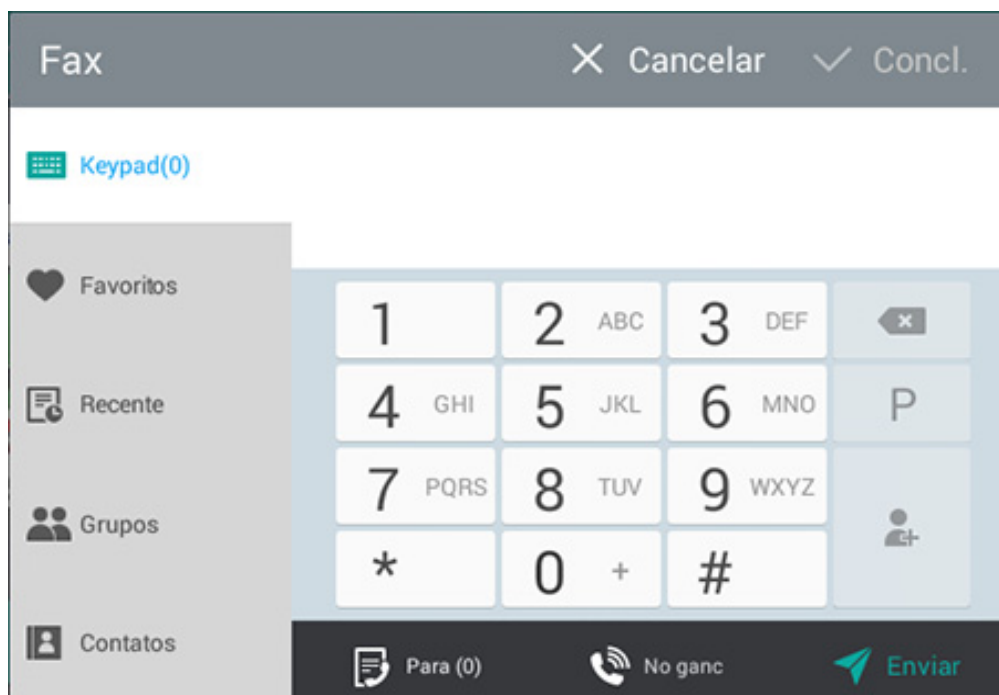 Fax
Cancelar
Concl.
Keypad(0)
Favoritos
Recente
Grupos
Contatos
1
2 ABC
3 DEF
4 GHI
5 JKL
6 MNO
P
7 PQRS
8 TUV
9 WXYZ
*
0 +
#
Para (0)
No ganc
Enviar